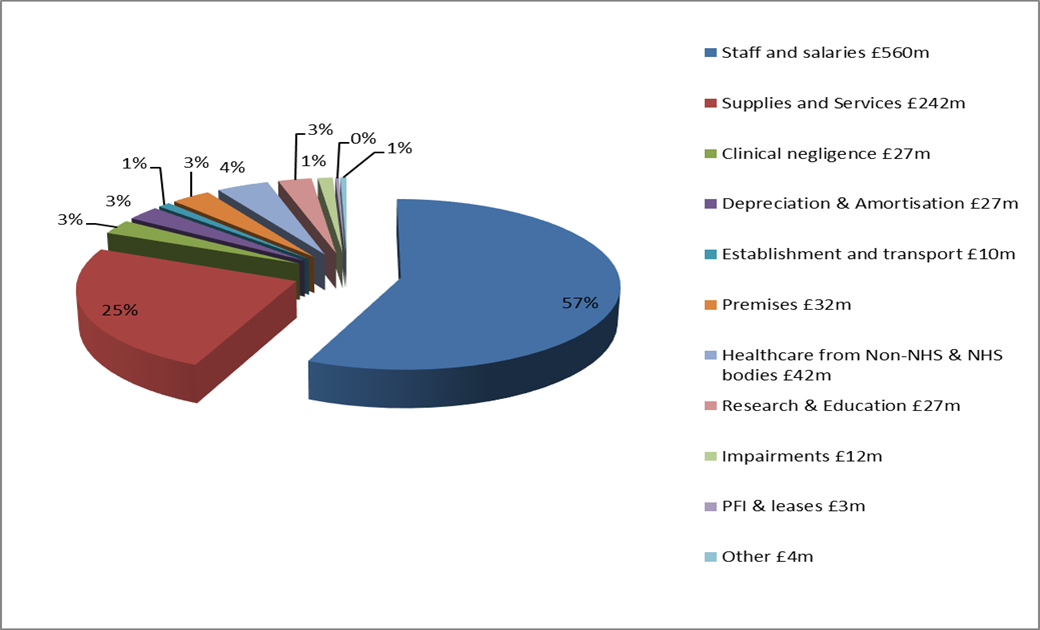 Staff and salaries £560m
Supplies and Services £242m
Clinical negligence £27m
Depreciation & Amortisation £27m
Establishment and transport £10m
Premises £32m
Healthcare from Non-NHS & NHS
bodies £42m
Research & Education £27m
Impairments £12m
PFI & leases £3m
Other £4m
57%
25%
3%
3%
1%
3%
4%
3%
1%
0%
1%